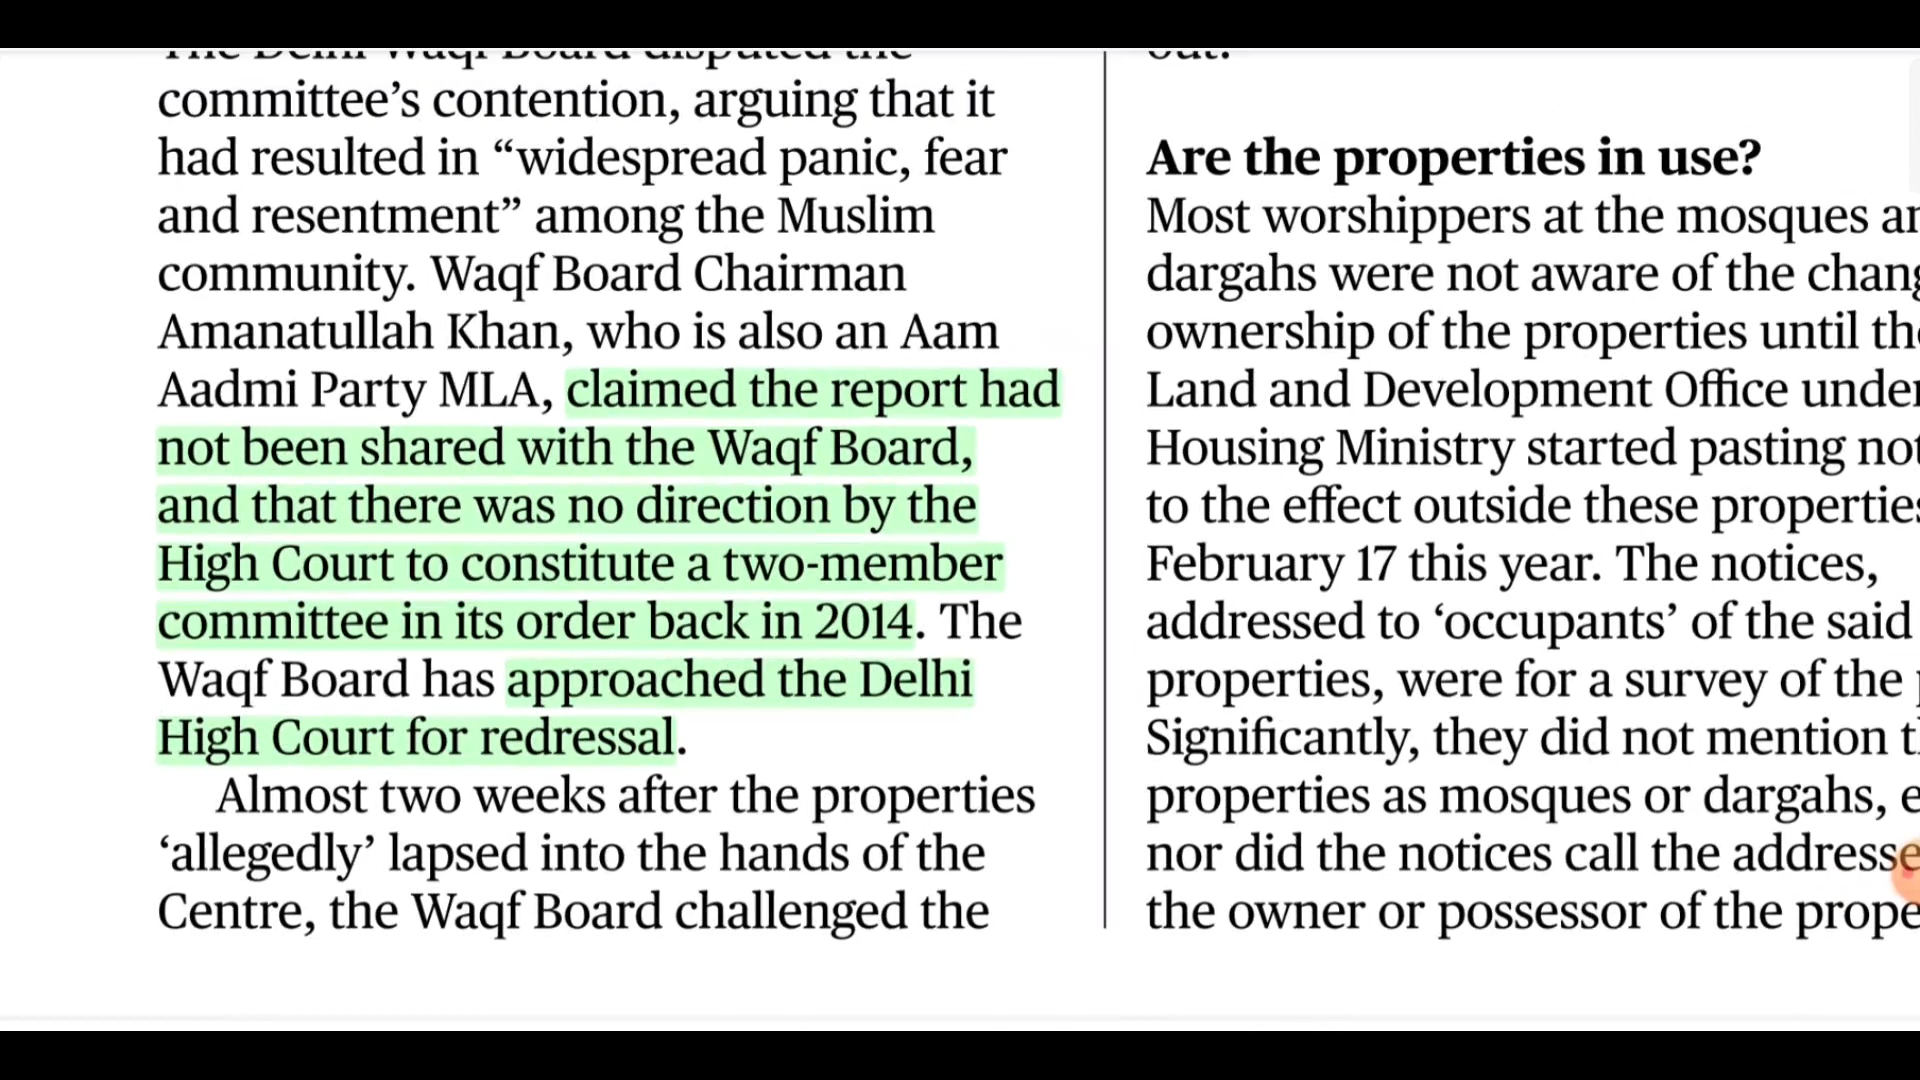 The Delhi Waqf Board disputed the
committee’s contention, arguing that it
had resulted in “widespread panic, fear
and resentment” among the Muslim
community. Waqf Board Chairman
Amanatullah Khan, who is also an Aam
Aadmi Party MLA, claimed the report had
not been shared with the Waqf Board,
and that there was no direction by the
High Court to constitute a two-member
committee in its order back in 2014. The
Waqf Board has approached the Delhi
High Court for redressal.
Almost two weeks after the properties
‘allegedly’ lapsed into the hands of the
Centre, the Waqf Board challenged the
out?
Are the properties in use?
Most worshippers at the mosques
dargahs were not aware of the
ownership of the properties until
Land and Development Office
Housing Ministry started pasting
to the effect outside these
February 17 this year. The notices,
addressed to ‘occupants’ of the said
properties, were for a survey of the
Significantly, they did not mention
properties as mosques or dargahs,
nor did the notices call the
the owner or possessor of the